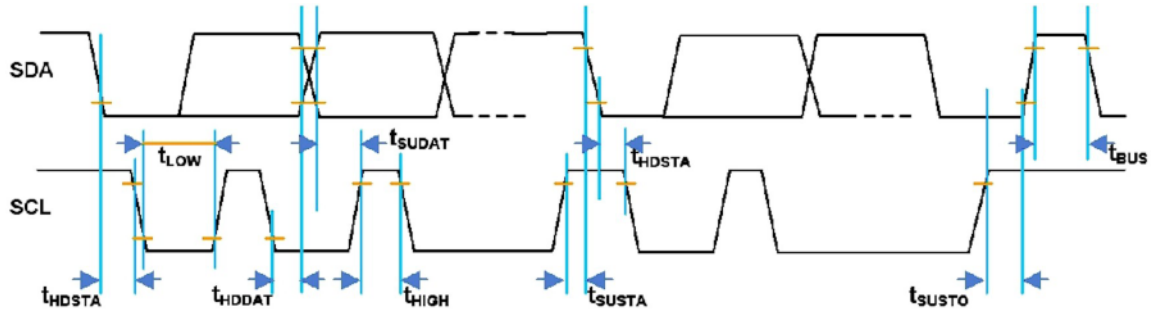 SDA
tSUDAT
tLOW
tHDSTA
tBUS
SCL
tHDSTA
tHDDAT
tHIGH
tSUSTA
tSUSTO